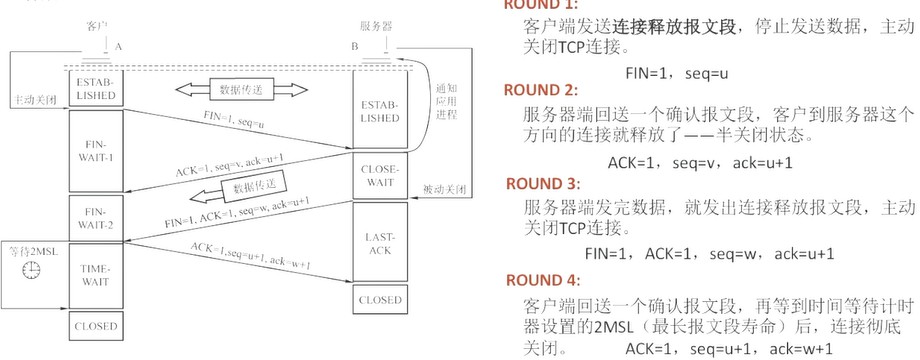 客户
服务器
A
B
ESTAB-
LISHED
数据传送
通知
应用
进程
主动关闭
FIN=1, seq=u
ESTAB-
LISHED
FIN-
WAIT-1
ACK=1, seq=v, ack=u+1
CLOSE-
WAIT
数据传送
被动关闭
FIN=1, ACK=1, seq=w, ack=u+1
FIN-
WAIT-2
LAST-
ACK
ACK=1,seq=u+1, ack=w+1
等待2MSL
TIME-
WAIT
CLOSED
CLOSED
ROUND 1:
客户端发送连接释放报文段，停止发送数据，主动
关闭TCP连接。
FIN=1，seq=u
ROUND 2:
服务器端回送一个确认报文段，客户到服务器这个
方向的连接就释放了——半关闭状态。
ACK=1，seq=v，ack=u+1
ROUND 3:
服务器端发完数据，就发出连接释放报文段，主动
关闭TCP连接。
FIN=1，ACK=1，seq=w，ack=u+1
ROUND 4:
客户端回送一个确认报文段，再等到时间等待计时
器设置的2MSL（最长报文段寿命）后，连接彻底
关闭。 ACK=1，seq=u+1，ack=w+1